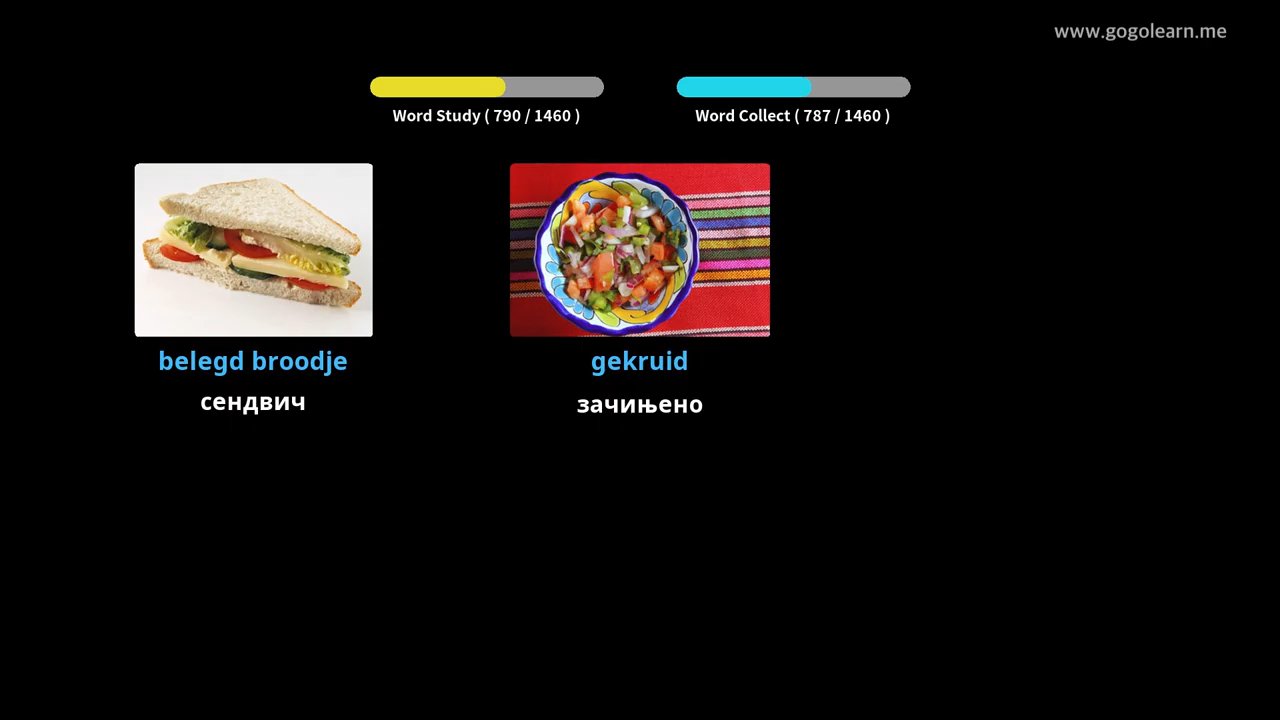 www.gogolearn.me
Word Study ( 790 / 1460 )
Word Collect ( 787 / 1460 )
belegd broodje
gekruid
сендвич
зачињено